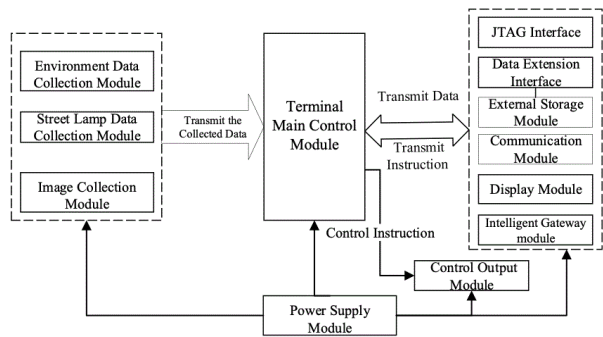 Environment Data
Collection Module
Street Lamp Data
Collection Module
Image Collection
Module
Transmit the
Collected Data
Terminal
Main Control
Module
Transmit Data
Transmit
Instruction
Control Instruction
JTAG Interface
Data Extension
Interface
External Storage
Module
Communication
Module
Display Module
Intelligent Gateway
module
Control Output
Module
Power Supply
Module